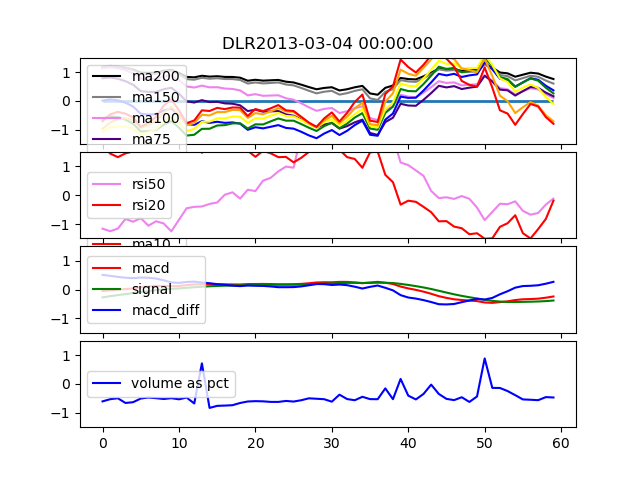 DLR2013-03-04 00:00:00
1
0
−1
ma200
ma150
ma100
ma75
ma10
1
0
−1
rsi50
rsi20
1
0
−1
macd
signal
macd_diff
1
0
−1
volume as pct
0 10 20 30 40 50 60